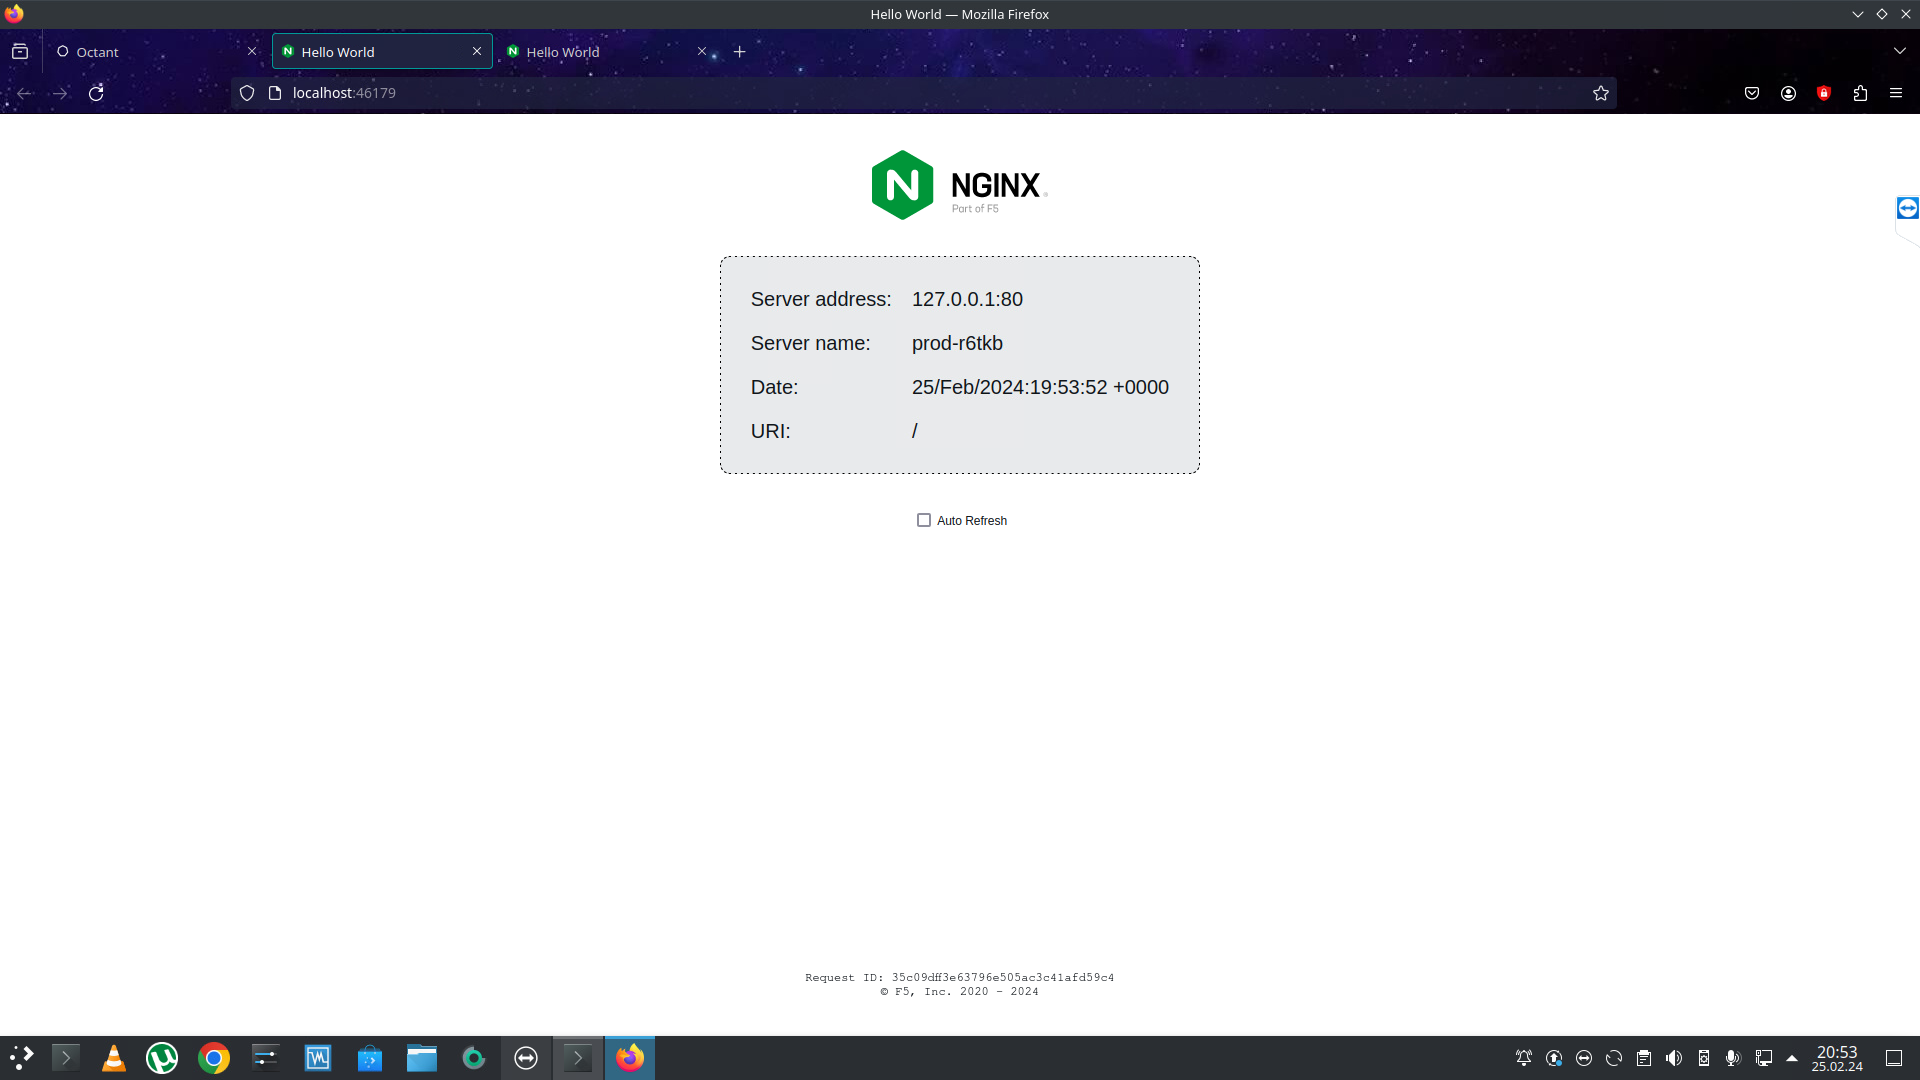 Hello World — Mozilla Firefox
Octant
Hello World
Hello World
localhost:46179
NGINX
Part of F5
Server address: 127.0.0.1:80
Server name: prod-r6tkb
Date: 25/Feb/2024:19:53:52 +0000
URI: /
Auto Refresh
Request ID: 35c09dff3e63796e505ac3c41afd59c4
© F5, Inc. 2020 - 2024
20:53
25.02.24